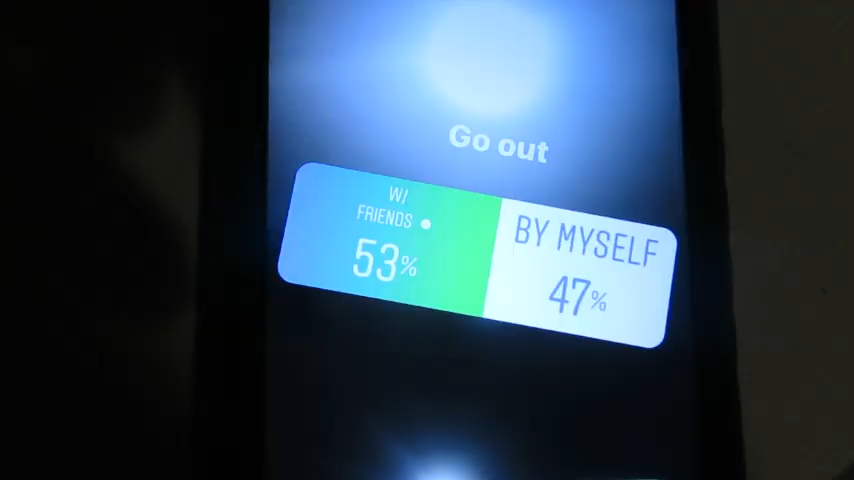 Go out
W/
FRIENDS
53%
BY MYSELF
47%